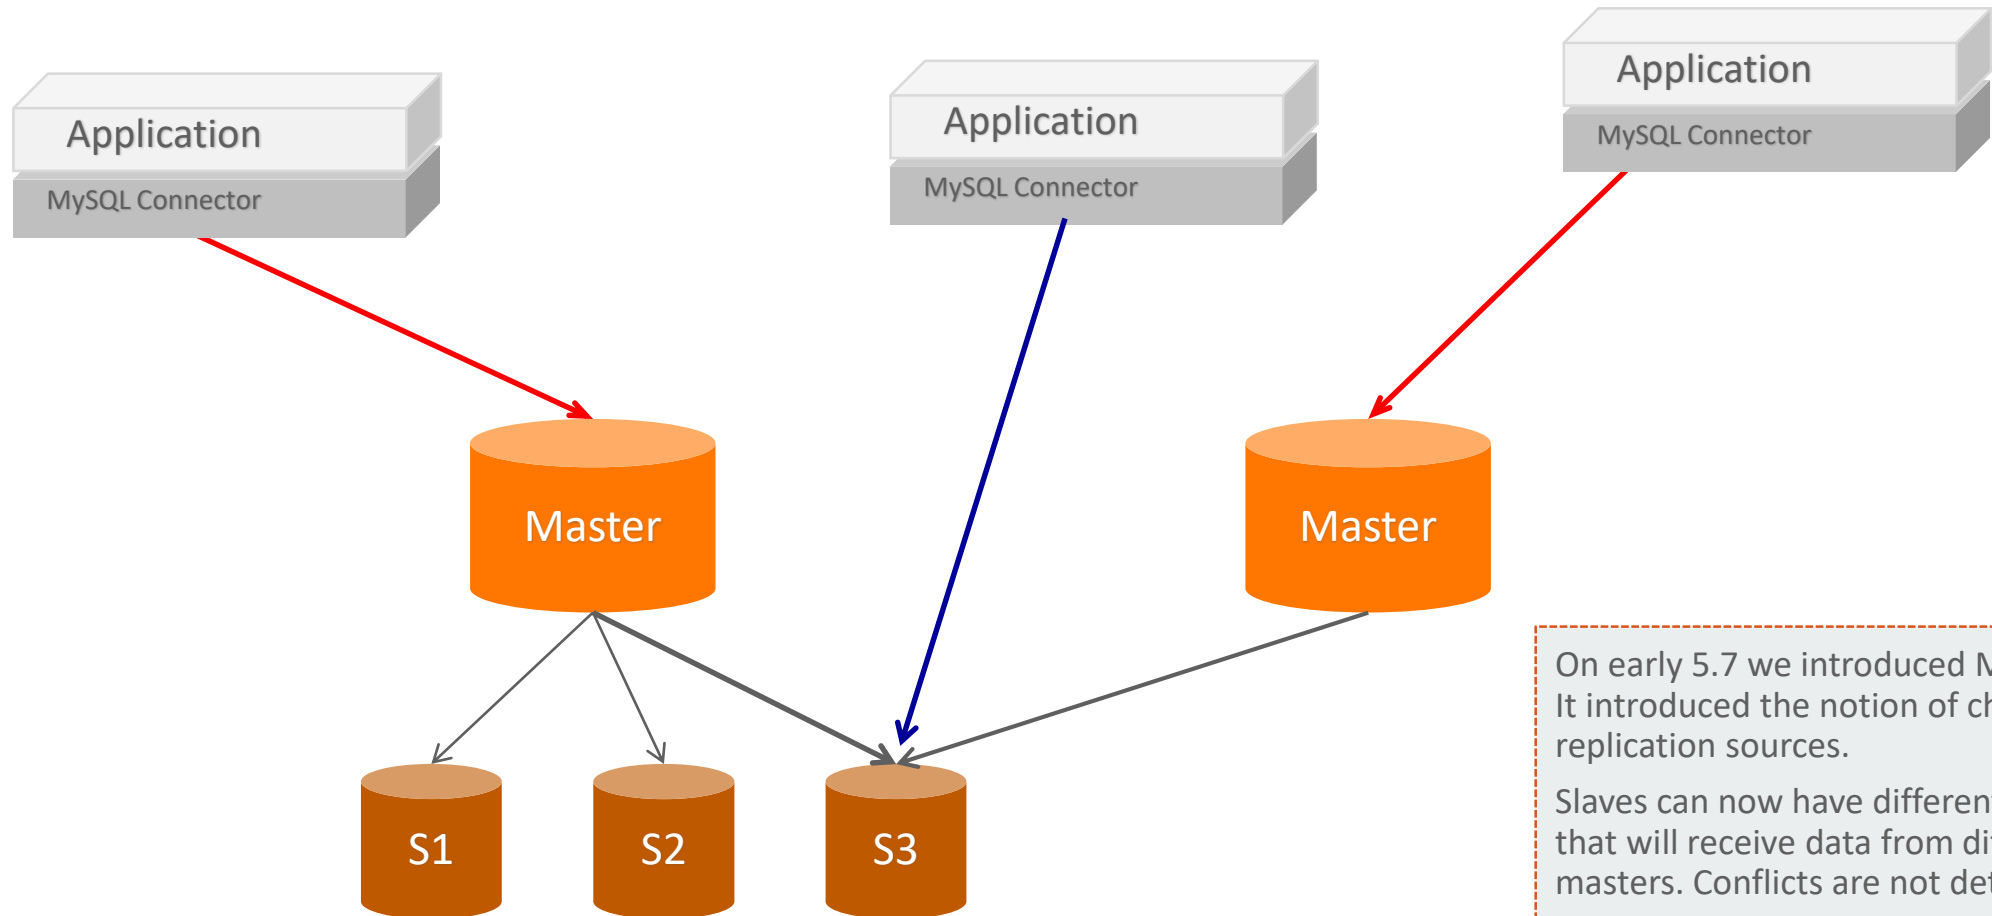 Application
MySQL Connector
Application
MySQL Connector
Application
MySQL Connector
Master
Master
S1
S2
S3
On early 5.7 we introduced
It introduced the notion of
replication sources.
Slaves can now have different
that will receive data from
masters. Conflicts are not